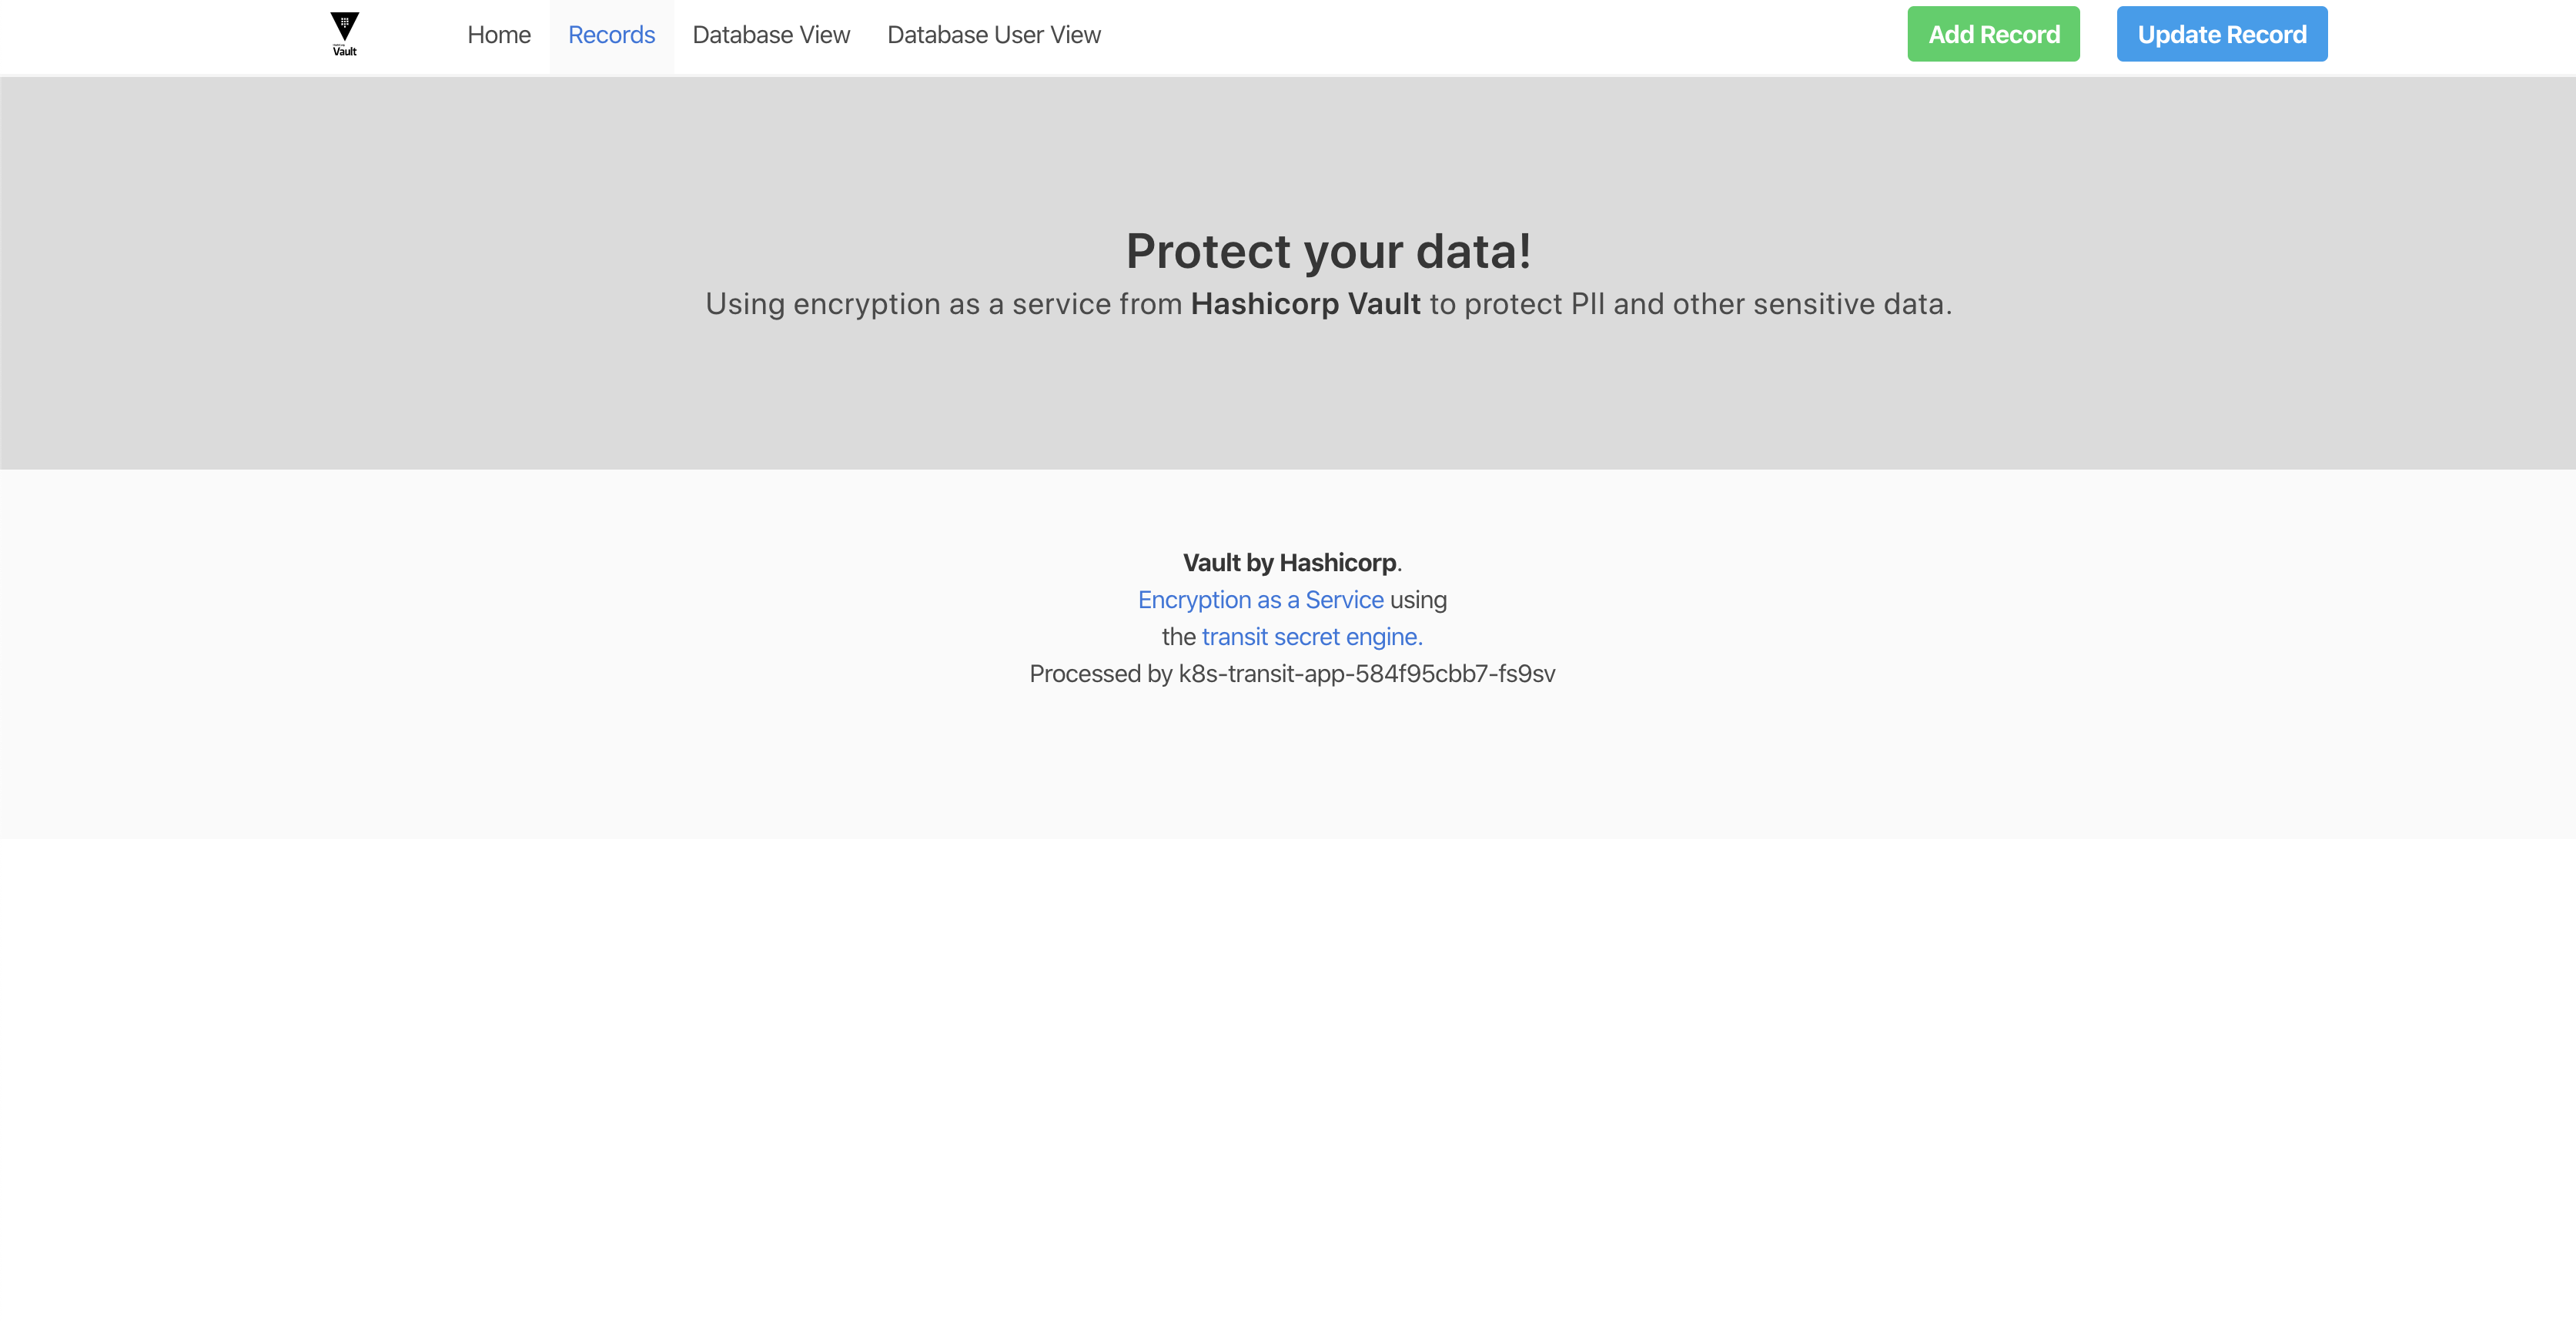 Vault
Home Records Database View Database User View Add Record Update Record
Protect your data!
Using encryption as a service from Hashicorp Vault to protect PII and other sensitive data.
Vault by Hashicorp.
Encryption as a Service using
the transit secret engine.
Processed by k8s-transit-app-584f95cbb7-fs9sv